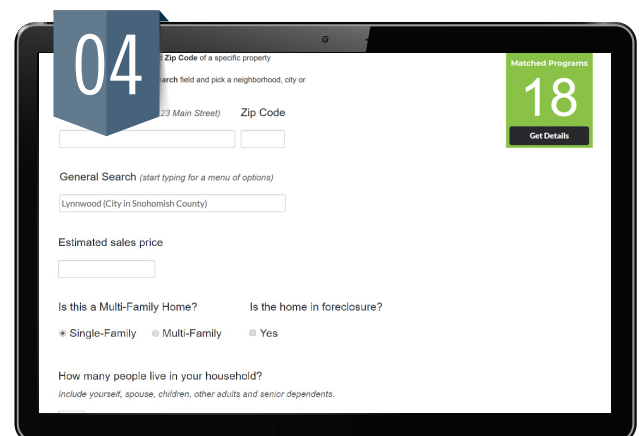 04
Zip Code of a specific property
field and pick a neighborhood, city or
23 Main Street) Zip Code
General Search (start typing for a menu of options)
Lynnwood (City in Snohomish County)
Estimated sales price
Is this a Multi-Family Home? Is the home in foreclosure?
Single-Family Multi-Family Yes
How many people live in your household?
Include yourself, spouse, children, other adults and senior dependents.
Matched Programs
18
Get Details